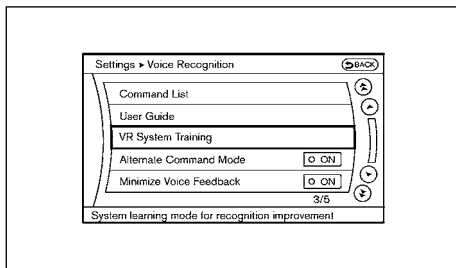 Settings ▸ Voice Recognition
BACK
Command List
User Guide
VR System Training
Alternate Command Mode
ON
Minimize Voice Feedback
ON
3/5
System learning mode for recognition improvement